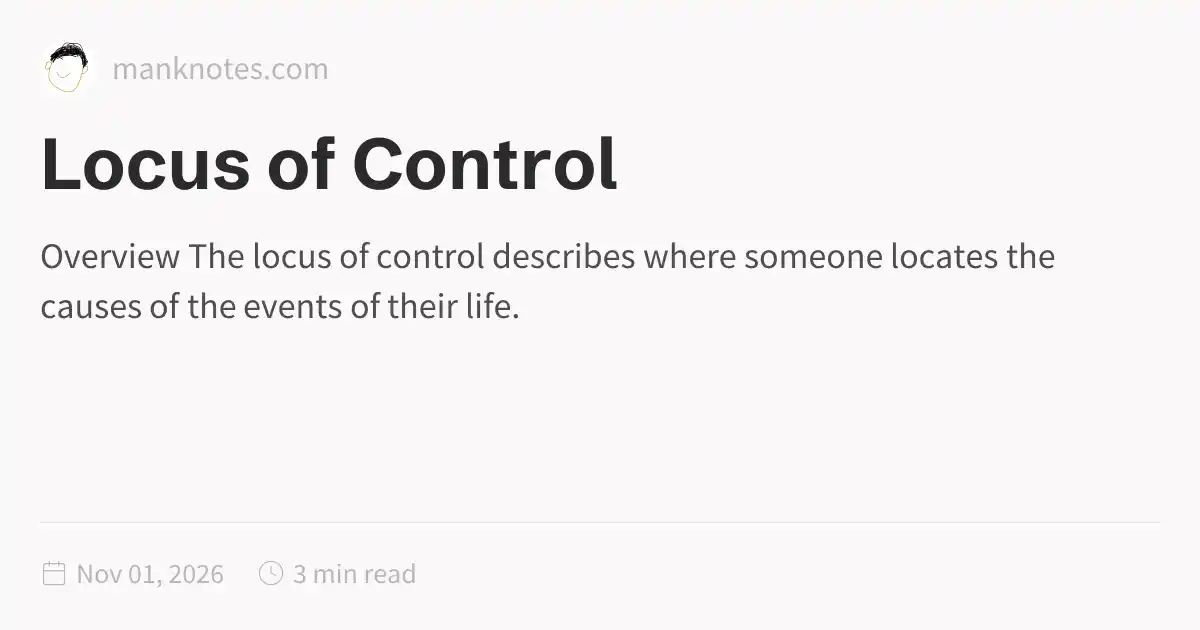 manknotes.com
Locus of Control
Overview The locus of control describes where someone locates the
causes of the events of their life.
Nov 01, 2026 3 min read